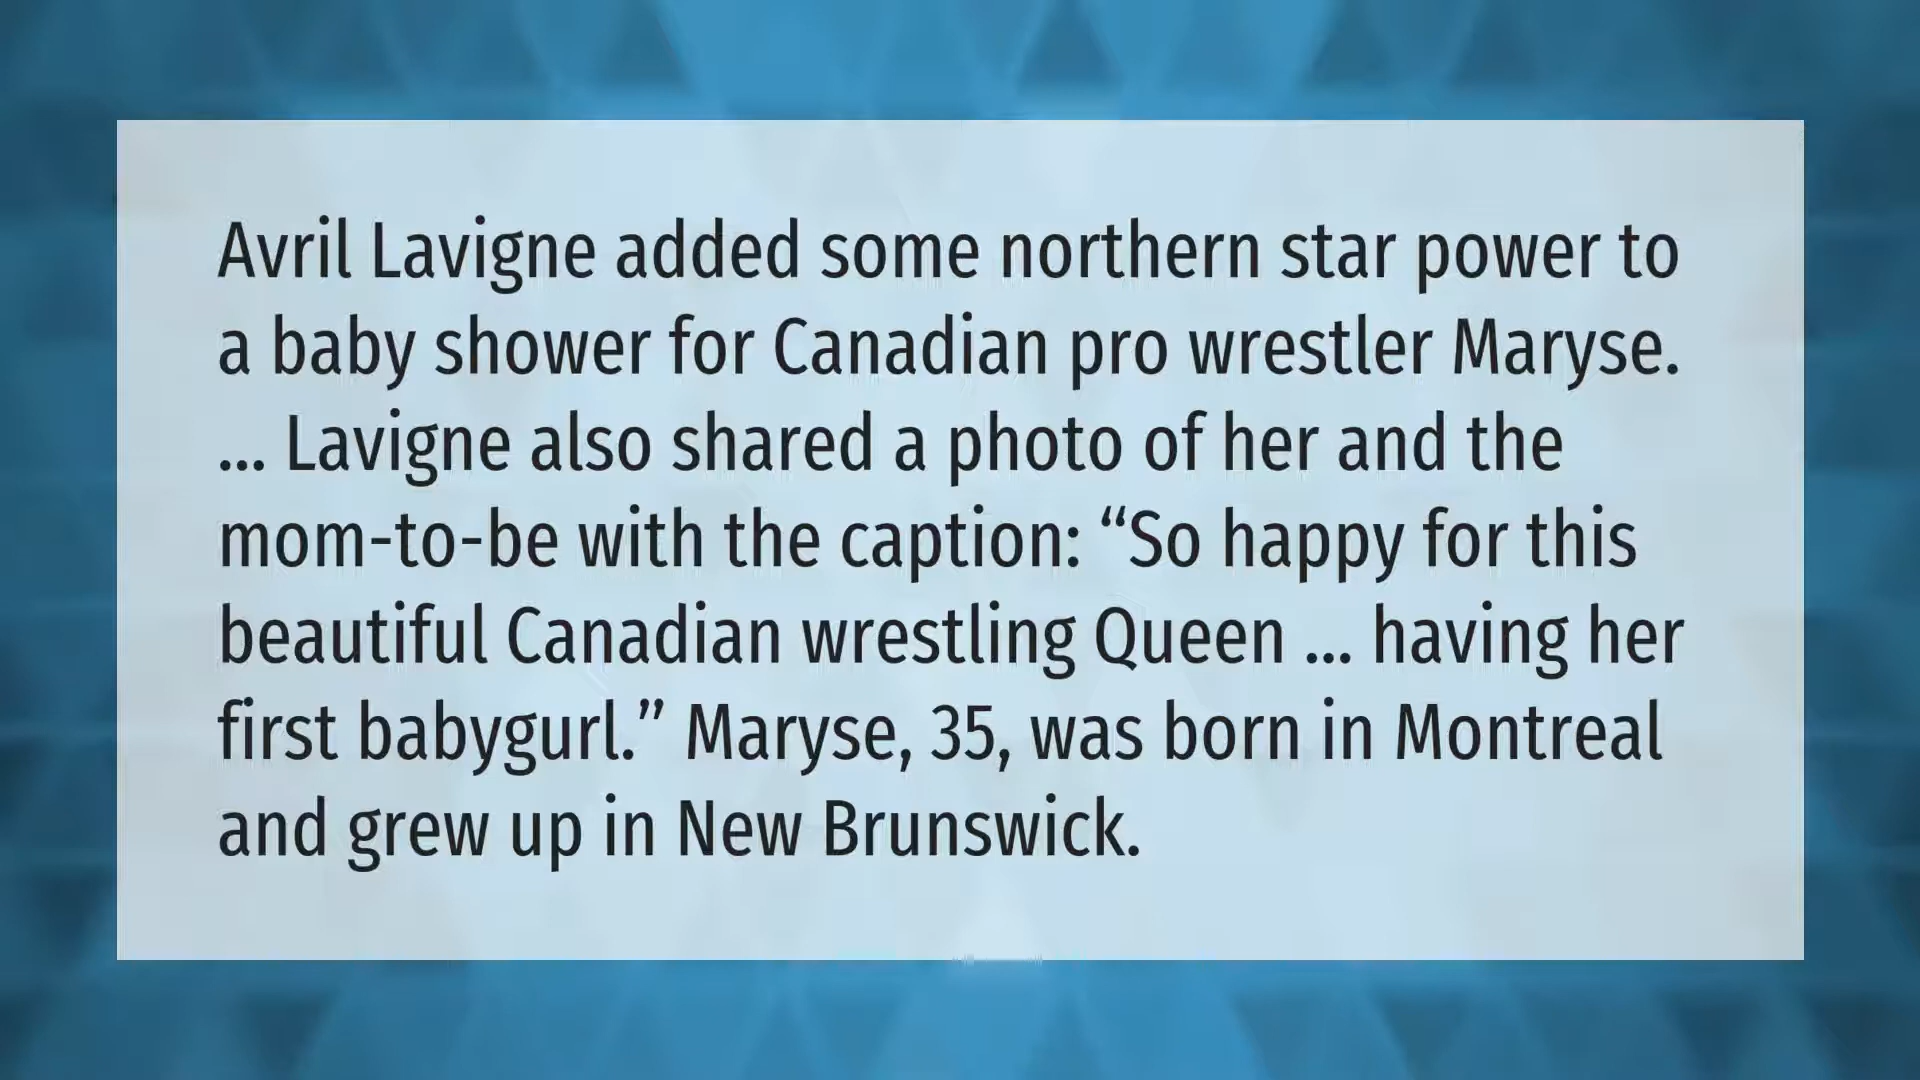 Avril Lavigne added some northern star power to
a baby shower for Canadian pro wrestler Maryse.
... Lavigne also shared a photo of her and the
mom-to-be with the caption: “So happy for this
beautiful Canadian wrestling Queen ... having her
first babygurl.” Maryse, 35, was born in Montreal
and grew up in New Brunswick.